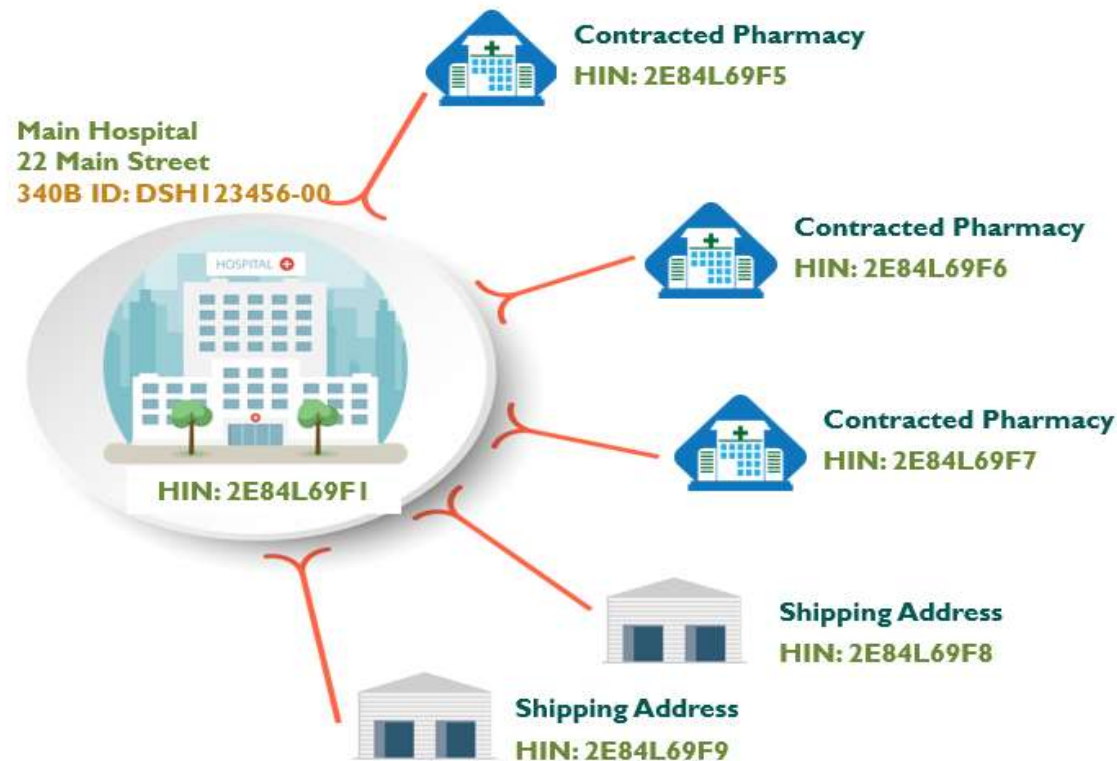 Contracted Pharmacy
HIN: 2E84L69F5
Main Hospital
22 Main Street
340B ID: DSH123456-00
HOSPITAL
HIN: 2E84L69F1
Contracted Pharmacy
HIN: 2E84L69F6
Contracted Pharmacy
HIN: 2E84L69F7
Shipping Address
HIN: 2E84L69F8
Shipping Address
HIN: 2E84L69F9